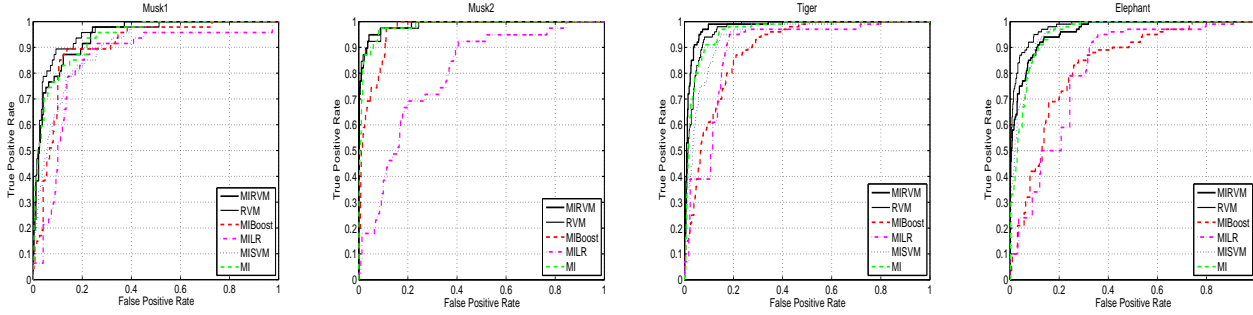 Musk1
True Positive Rate
1
0.9
0.8
0.7
0.6
0.5
0.4
0.3
0.2
0.1
0
0 0.2 0.4 0.6 0.8 1
False Positive Rate
MIRVM
RVM
MIBoost
MILR
MISVM
MI
Musk2
True Positive Rate
1
0.9
0.8
0.7
0.6
0.5
0.4
0.3
0.2
0.1
0
0 0.2 0.4 0.6 0.8 1
False Positive Rate
MIRVM
RVM
MIBoost
MILR
MISVM
MI
Tiger
True Positive Rate
1
0.9
0.8
0.7
0.6
0.5
0.4
0.3
0.2
0.1
0
0 0.2 0.4 0.6 0.8 1
False Positive Rate
MIRVM
RVM
MIBoost
MILR
MISVM
MI
Elephant
True Positive Rate
1
0.9
0.8
0.7
0.6
0.5
0.4
0.3
0.2
0.1
0
0 0.2 0.4 0.6 0.8
False Positive Rate
MIRVM
RVM
MIBoost
MILR
MISVM
MI